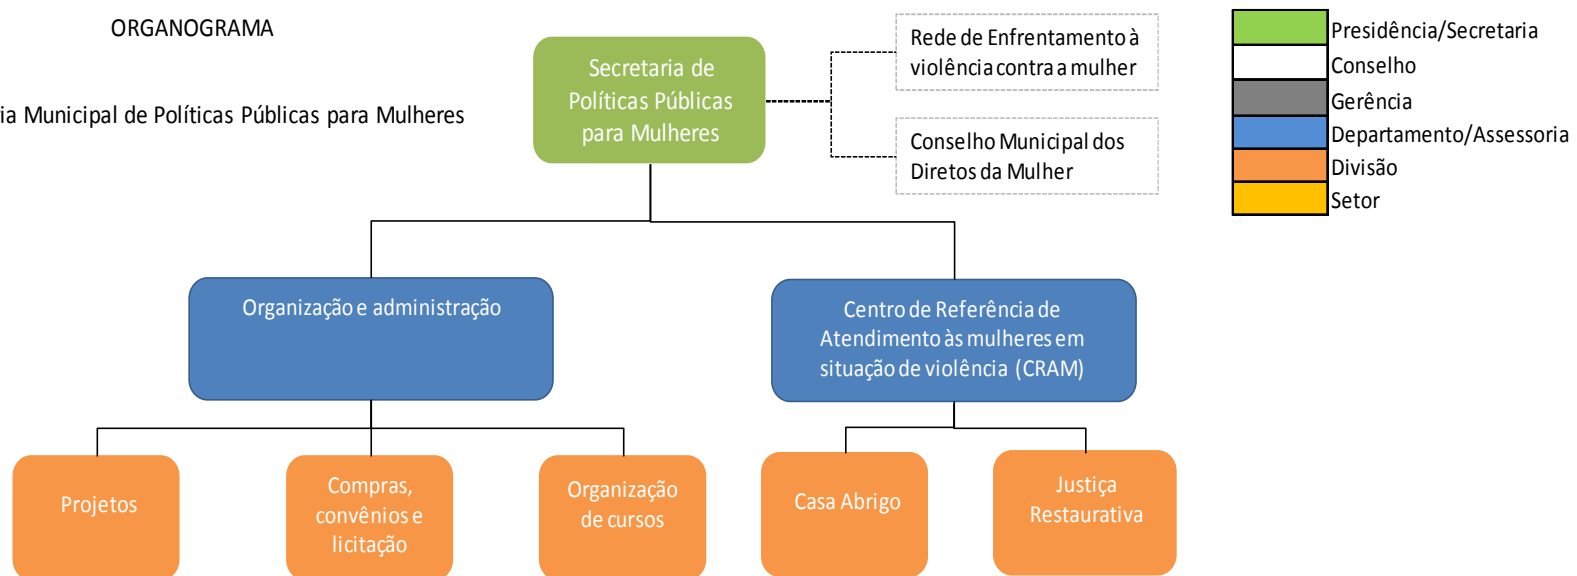 ORGANOGRAMA
ia Municipal de Políticas Públicas para Mulheres
Secretaria de
Políticas Públicas
para Mulheres
Rede de Enfrentamento à
violência contra a mulher
Conselho Municipal dos
Diretos da Mulher
Presidência/Secretaria
Conselho
Gerência
Departamento/Assessoria
Divisão
Setor
Organização e administração
Centro de Referência de
Atendimento às mulheres em
situação de violência (CRAM)
Projetos
Compras,
convênios e
licitação
Organização
de cursos
Casa Abrigo
Justiça
Restaurativa